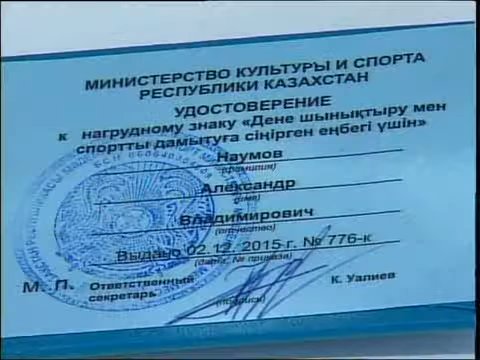 МИНИСТЕРСТВО КУЛЬТУРЫ И СПОРТА
РЕСПУБЛИКИ КАЗАХСТАН
УДОСТОВЕРЕНИЕ
к нагрудному знаку «Дене шынықтыру мен
спортты дамытуға сіңірген еңбегі үшін»
Наумов
(фамилия)
Александр
(имя)
Владимирович
(отчество)
Выдано 02.12.2015 г. № 776-к
(дата, № приказа)
М. П. Ответственный
секретарь
К. Уалиев
(подпись)